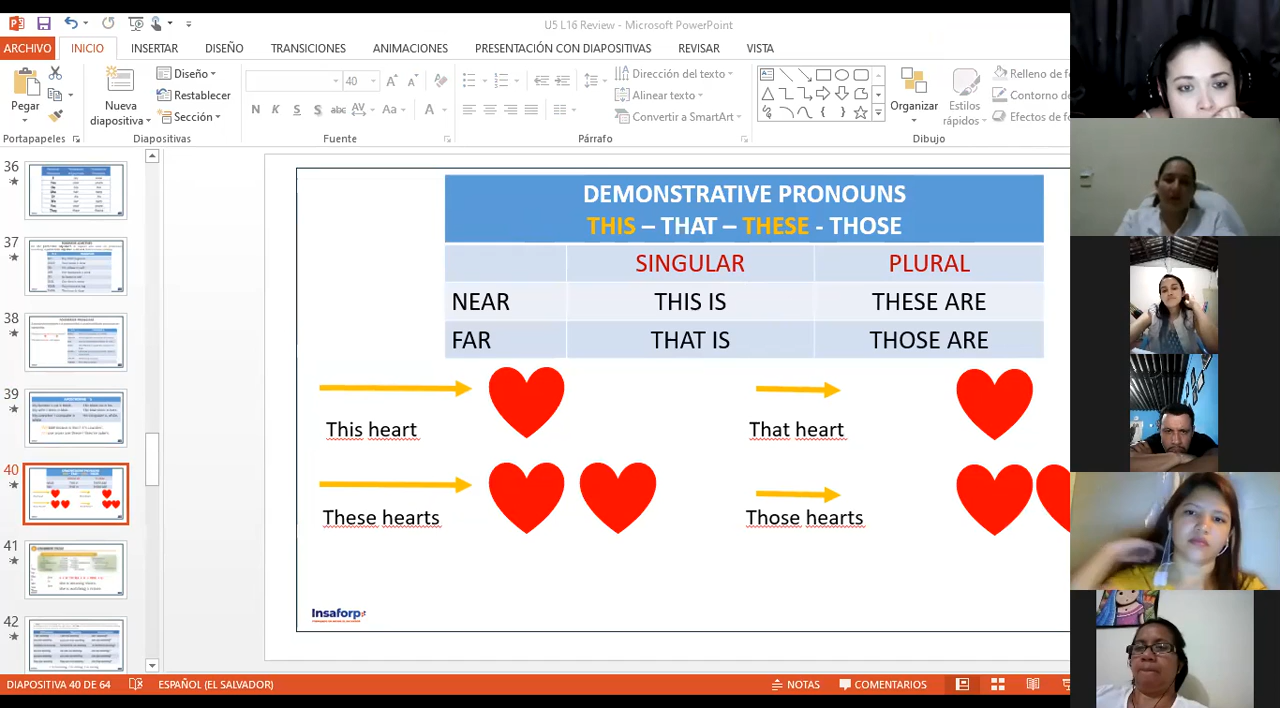 U5 L16 Review - Microsoft PowerPoint
ARCHIVO INICIO INSERTAR DISEÑO TRANSICIONES ANIMACIONES PRESENTACIÓN CON DIAPOSITIVAS REVISAR VISTA
Pegar
Nueva
diapositiva
Diseño
Restablecer
Sección
40
N K S S abc AV Aa A
Dirección del texto
Alinear texto
Convertir a SmartArt
Organizar
Estilos
rápidos
Relleno de f
Contorno d
Efectos de f
Portapapeles Diapositivas Fuente Párrafo Dibujo
36
37
38
39
40
41
42
DEMONSTRATIVE PRONOUNS
THIS – THAT – THESE - THOSE
SINGULAR PLURAL
NEAR THIS IS THESE ARE
FAR THAT IS THOSE ARE
This heart That heart
These hearts Those hearts
Insaforp
DIAPOSITIVA 40 DE 64 ESPAÑOL (EL SALVADOR) NOTAS COMENTARIOS